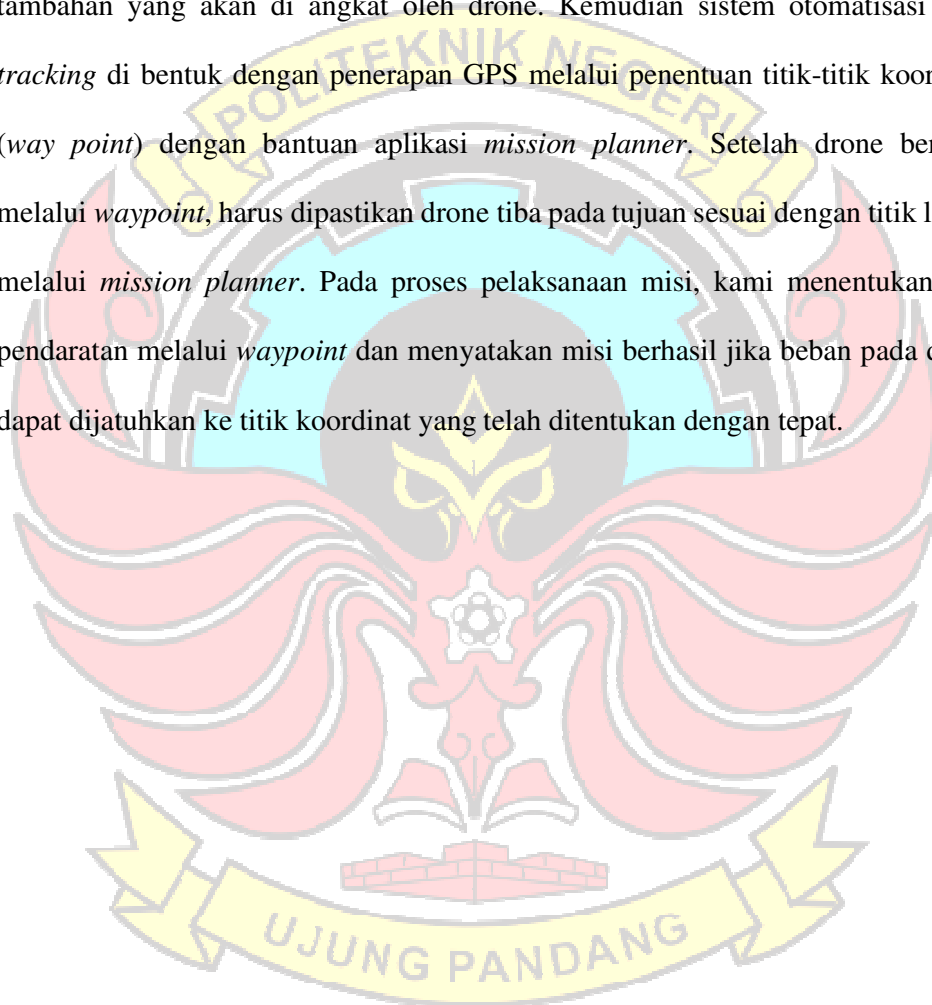 tambahan yang akan di angkat oleh drone. Kemudian sistem otomatisasi
tracking di bentuk dengan penerapan GPS melalui penentuan titik-titik koor
(way point) dengan bantuan aplikasi mission planner. Setelah drone ber
melalui waypoint, harus dipastikan drone tiba pada tujuan sesuai dengan titik l
melalui mission planner. Pada proses pelaksanaan misi, kami menentukan
pendaratan melalui waypoint dan menyatakan misi berhasil jika beban pada d
dapat dijatuhkan ke titik koordinat yang telah ditentukan dengan tepat.
POLITEKNIK NEGERI
UJUNG PANDANG